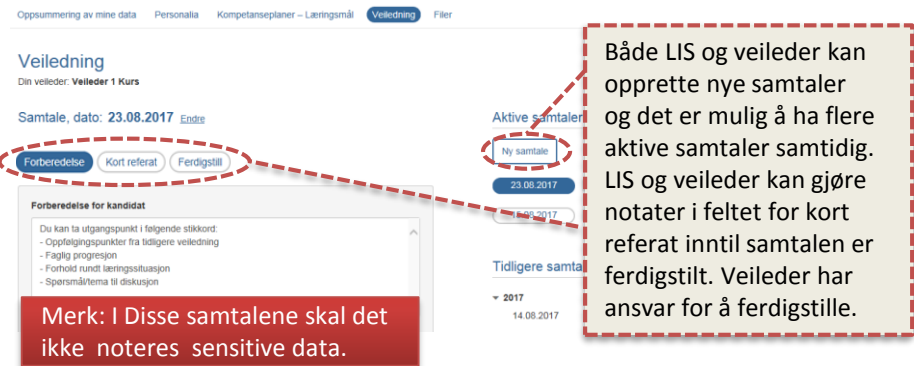 Oppsummering av mine data Personalia Kompetanseplaner – Læringsmål Veiledning Filer
Veiledning
Din veileder: Veileder 1 Kurs
Samtale, dato: 23.08.2017 Endre
Forberedelse Kort referat Ferdigstill
Forberedelse for kandidat
Du kan ta utgangspunkt i følgende stikkord:
- Oppfølgingspunkter fra tidligere veiledning
- Faglig progresjon
- Forhold rundt læringssituasjon
- Spørsmål/tema til diskusjon
Merk: I Disse samtalene skal det
ikke noteres sensitive data.
Aktive samtaler
Ny samtale
23.08.2017
Tidligere samta
2017
14.08.2017
Både LIS og veileder kan
opprette nye samtaler
og det er mulig å ha flere
aktive samtaler samtidig.
LIS og veileder kan gjøre
notater i feltet for kort
referat inntil samtalen er
ferdigstilt. Veileder har
ansvar for å ferdigstille.